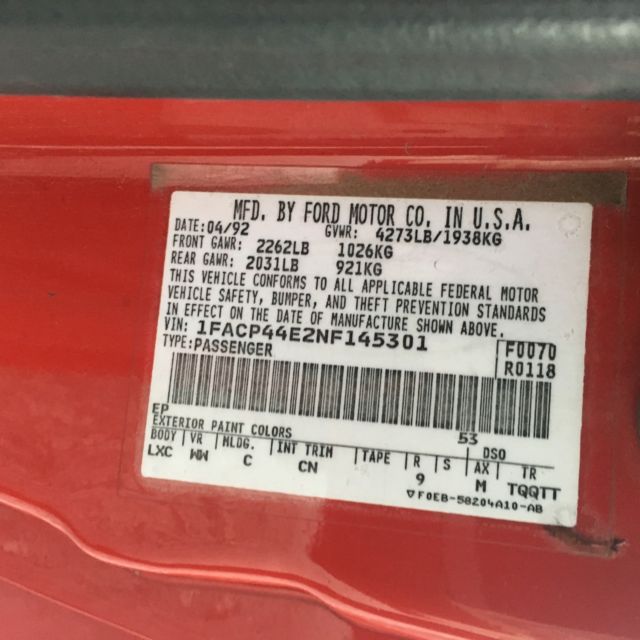 MFD. BY FORD MOTOR CO. IN U.S.A.
DATE: 04/92 GVWR: 4273LB/1938KG
FRONT GAWR: 2262LB 1026KG
REAR GAWR: 2031LB 921KG
THIS VEHICLE CONFORMS TO ALL APPLICABLE FEDERAL MOTOR
VEHICLE SAFETY, BUMPER, AND THEFT PREVENTION STANDARDS
IN EFFECT ON THE DATE OF MANUFACTURE SHOWN ABOVE.
VIN: 1FACP44E2NF145301
TYPE: PASSENGER
F0070
R0118
EP
EXTERIOR PAINT COLORS 53 DSO
BODY VR MLDG. INT TRIM TAPE R S AX TR
LXC WW C CN 9 M TQQTT
▽F0EB-58204A10-AB